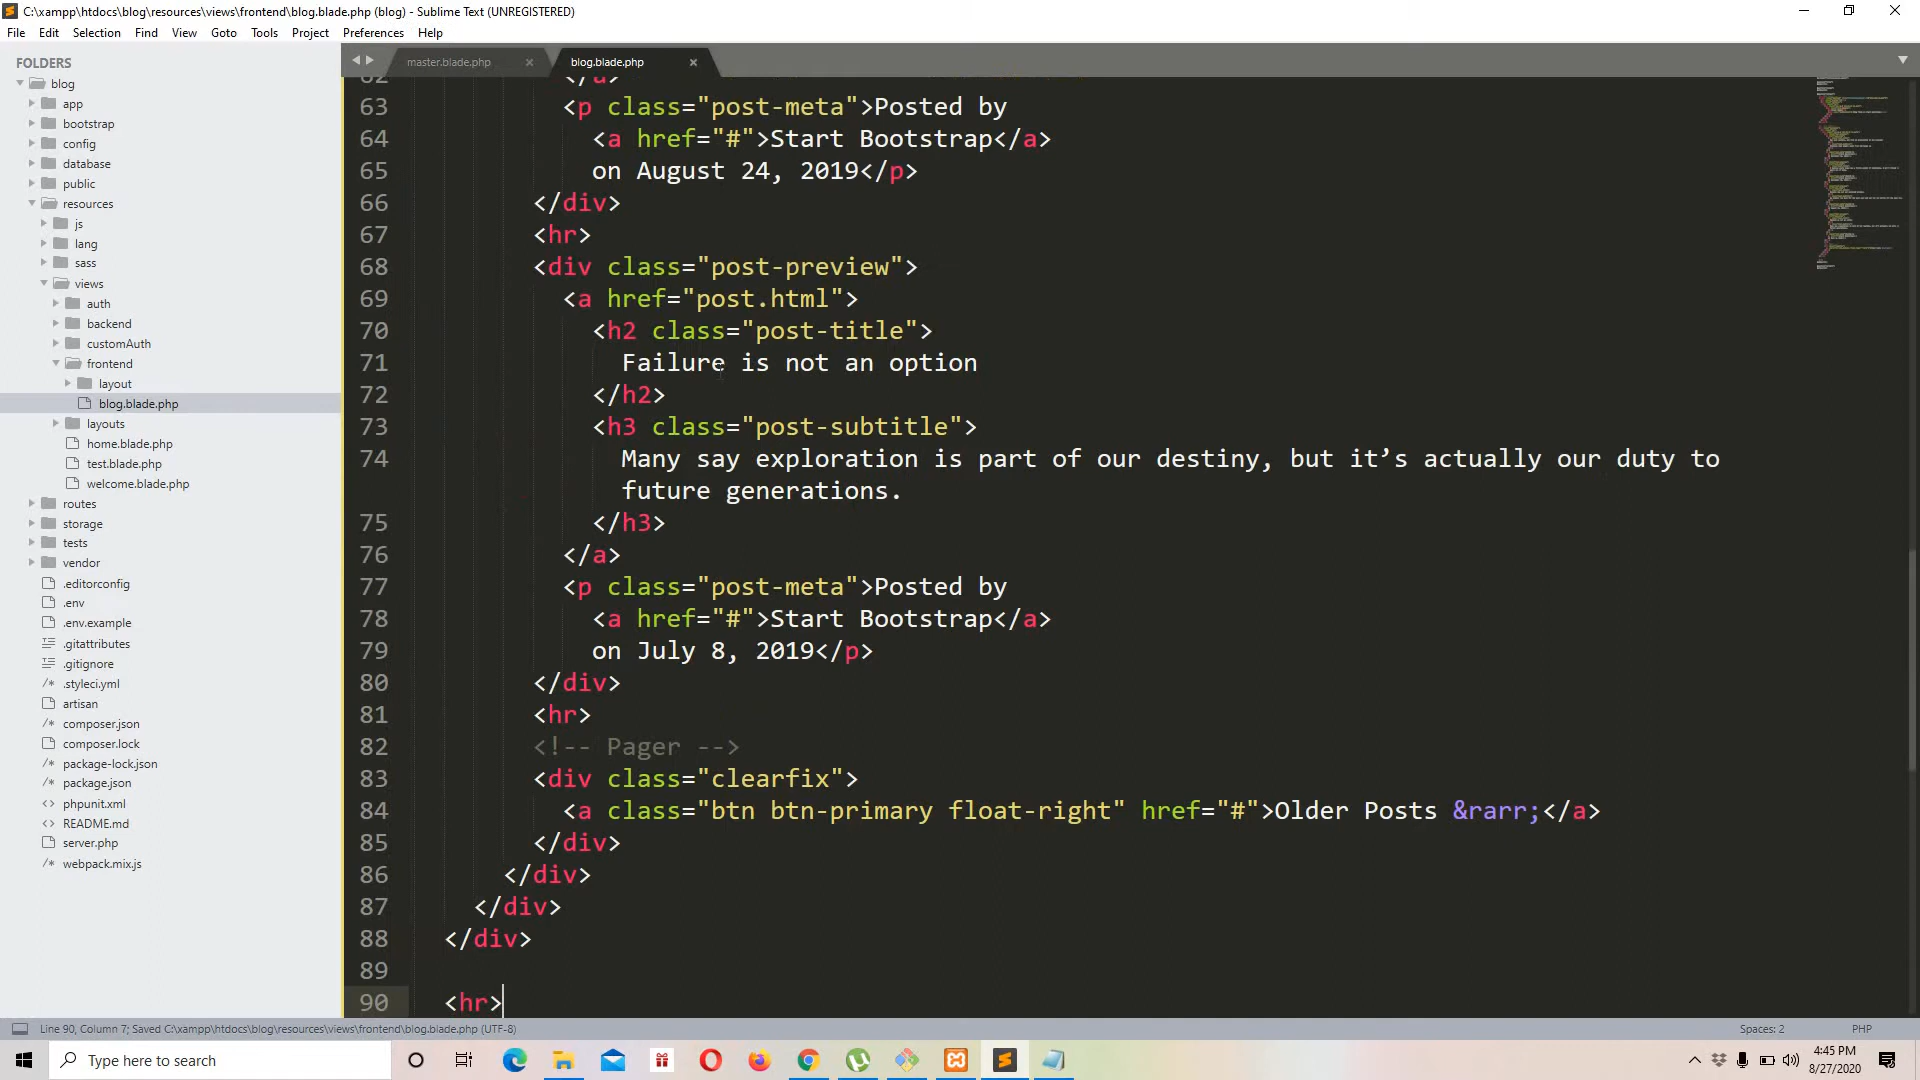 C:\xampp\htdocs\blog\resources\views\frontend\blog.blade.php (blog) - Sublime Text (UNREGISTERED)
File Edit Selection Find View Goto Tools Project Preferences Help
FOLDERS
blog
app
bootstrap
config
database
public
resources
js
lang
sass
views
auth
backend
customAuth
frontend
layout
blog.blade.php
layouts
home.blade.php
test.blade.php
welcome.blade.php
routes
storage
tests
vendor
.editorconfig
.env
.env.example
.gitattributes
.gitignore
.styleci.yml
artisan
composer.json
composer.lock
package-lock.json
package.json
phpunit.xml
README.md
server.php
webpack.mix.js
master.blade.php × blog.blade.php ×
62 </a>
63 <p class="post-meta">Posted by
64 <a href="#">Start Bootstrap</a>
65 on August 24, 2019</p>
66 </div>
67 <hr>
68 <div class="post-preview">
69 <a href="post.html">
70 <h2 class="post-title">
71 Failure is not an option
72 </h2>
73 <h3 class="post-subtitle">
74 Many say exploration is part of our destiny, but it’s actually our duty to
future generations.
75 </h3>
76 </a>
77 <p class="post-meta">Posted by
78 <a href="#">Start Bootstrap</a>
79 on July 8, 2019</p>
80 </div>
81 <hr>
82 <!-- Pager -->
83 <div class="clearfix">
84 <a class="btn btn-primary float-right" href="#">Older Posts &rarr;</a>
85 </div>
86 </div>
87 </div>
88 </div>
89
90 <hr>
Line 90, Column 7; Saved C:\xampp\htdocs\blog\resources\views\frontend\blog.blade.php (UTF-8) Spaces: 2 PHP
Type here to search
4:45 PM
8/27/2020